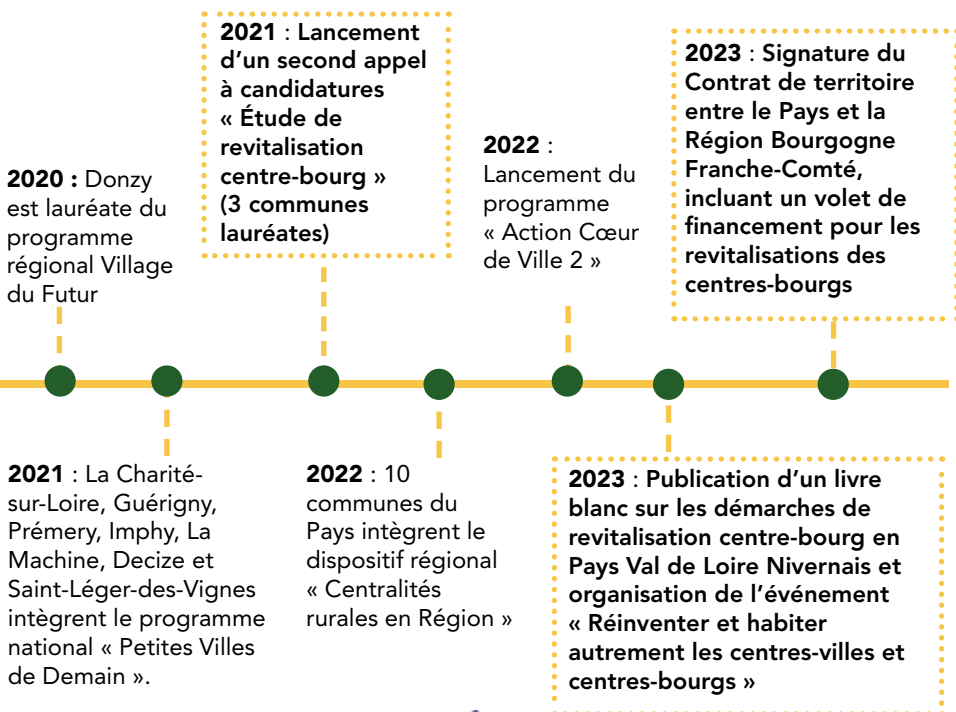 2020 : Donzy
est lauréate du
programme
régional Village
du Futur
2021 : La Charité-
sur-Loire, Guérigny,
Prémery, Imphy, La
Machine, Decize et
Saint-Léger-des-Vignes
intègrent le programme
national « Petites Villes
de Demain ».
2021 : Lancement
d’un second appel
à candidatures
« Étude de
revitalisation
centre-bourg »
(3 communes
lauréates)
2022 : 10
communes du
Pays intègrent le
dispositif régional
« Centralités
rurales en Région »
2022 :
Lancement du
programme
« Action Cœur
de Ville 2 »
2023 : Publication d’un livre
blanc sur les démarches de
revitalisation centre-bourg en
Pays Val de Loire Nivernais et
organisation de l’événement
« Réinventer et habiter
autrement les centres-villes et
centres-bourgs »
2023 : Signature du
Contrat de territoire
entre le Pays et la
Région Bourgogne
Franche-Comté,
incluant un volet de
financement pour les
revitalisations des
centres-bourgs